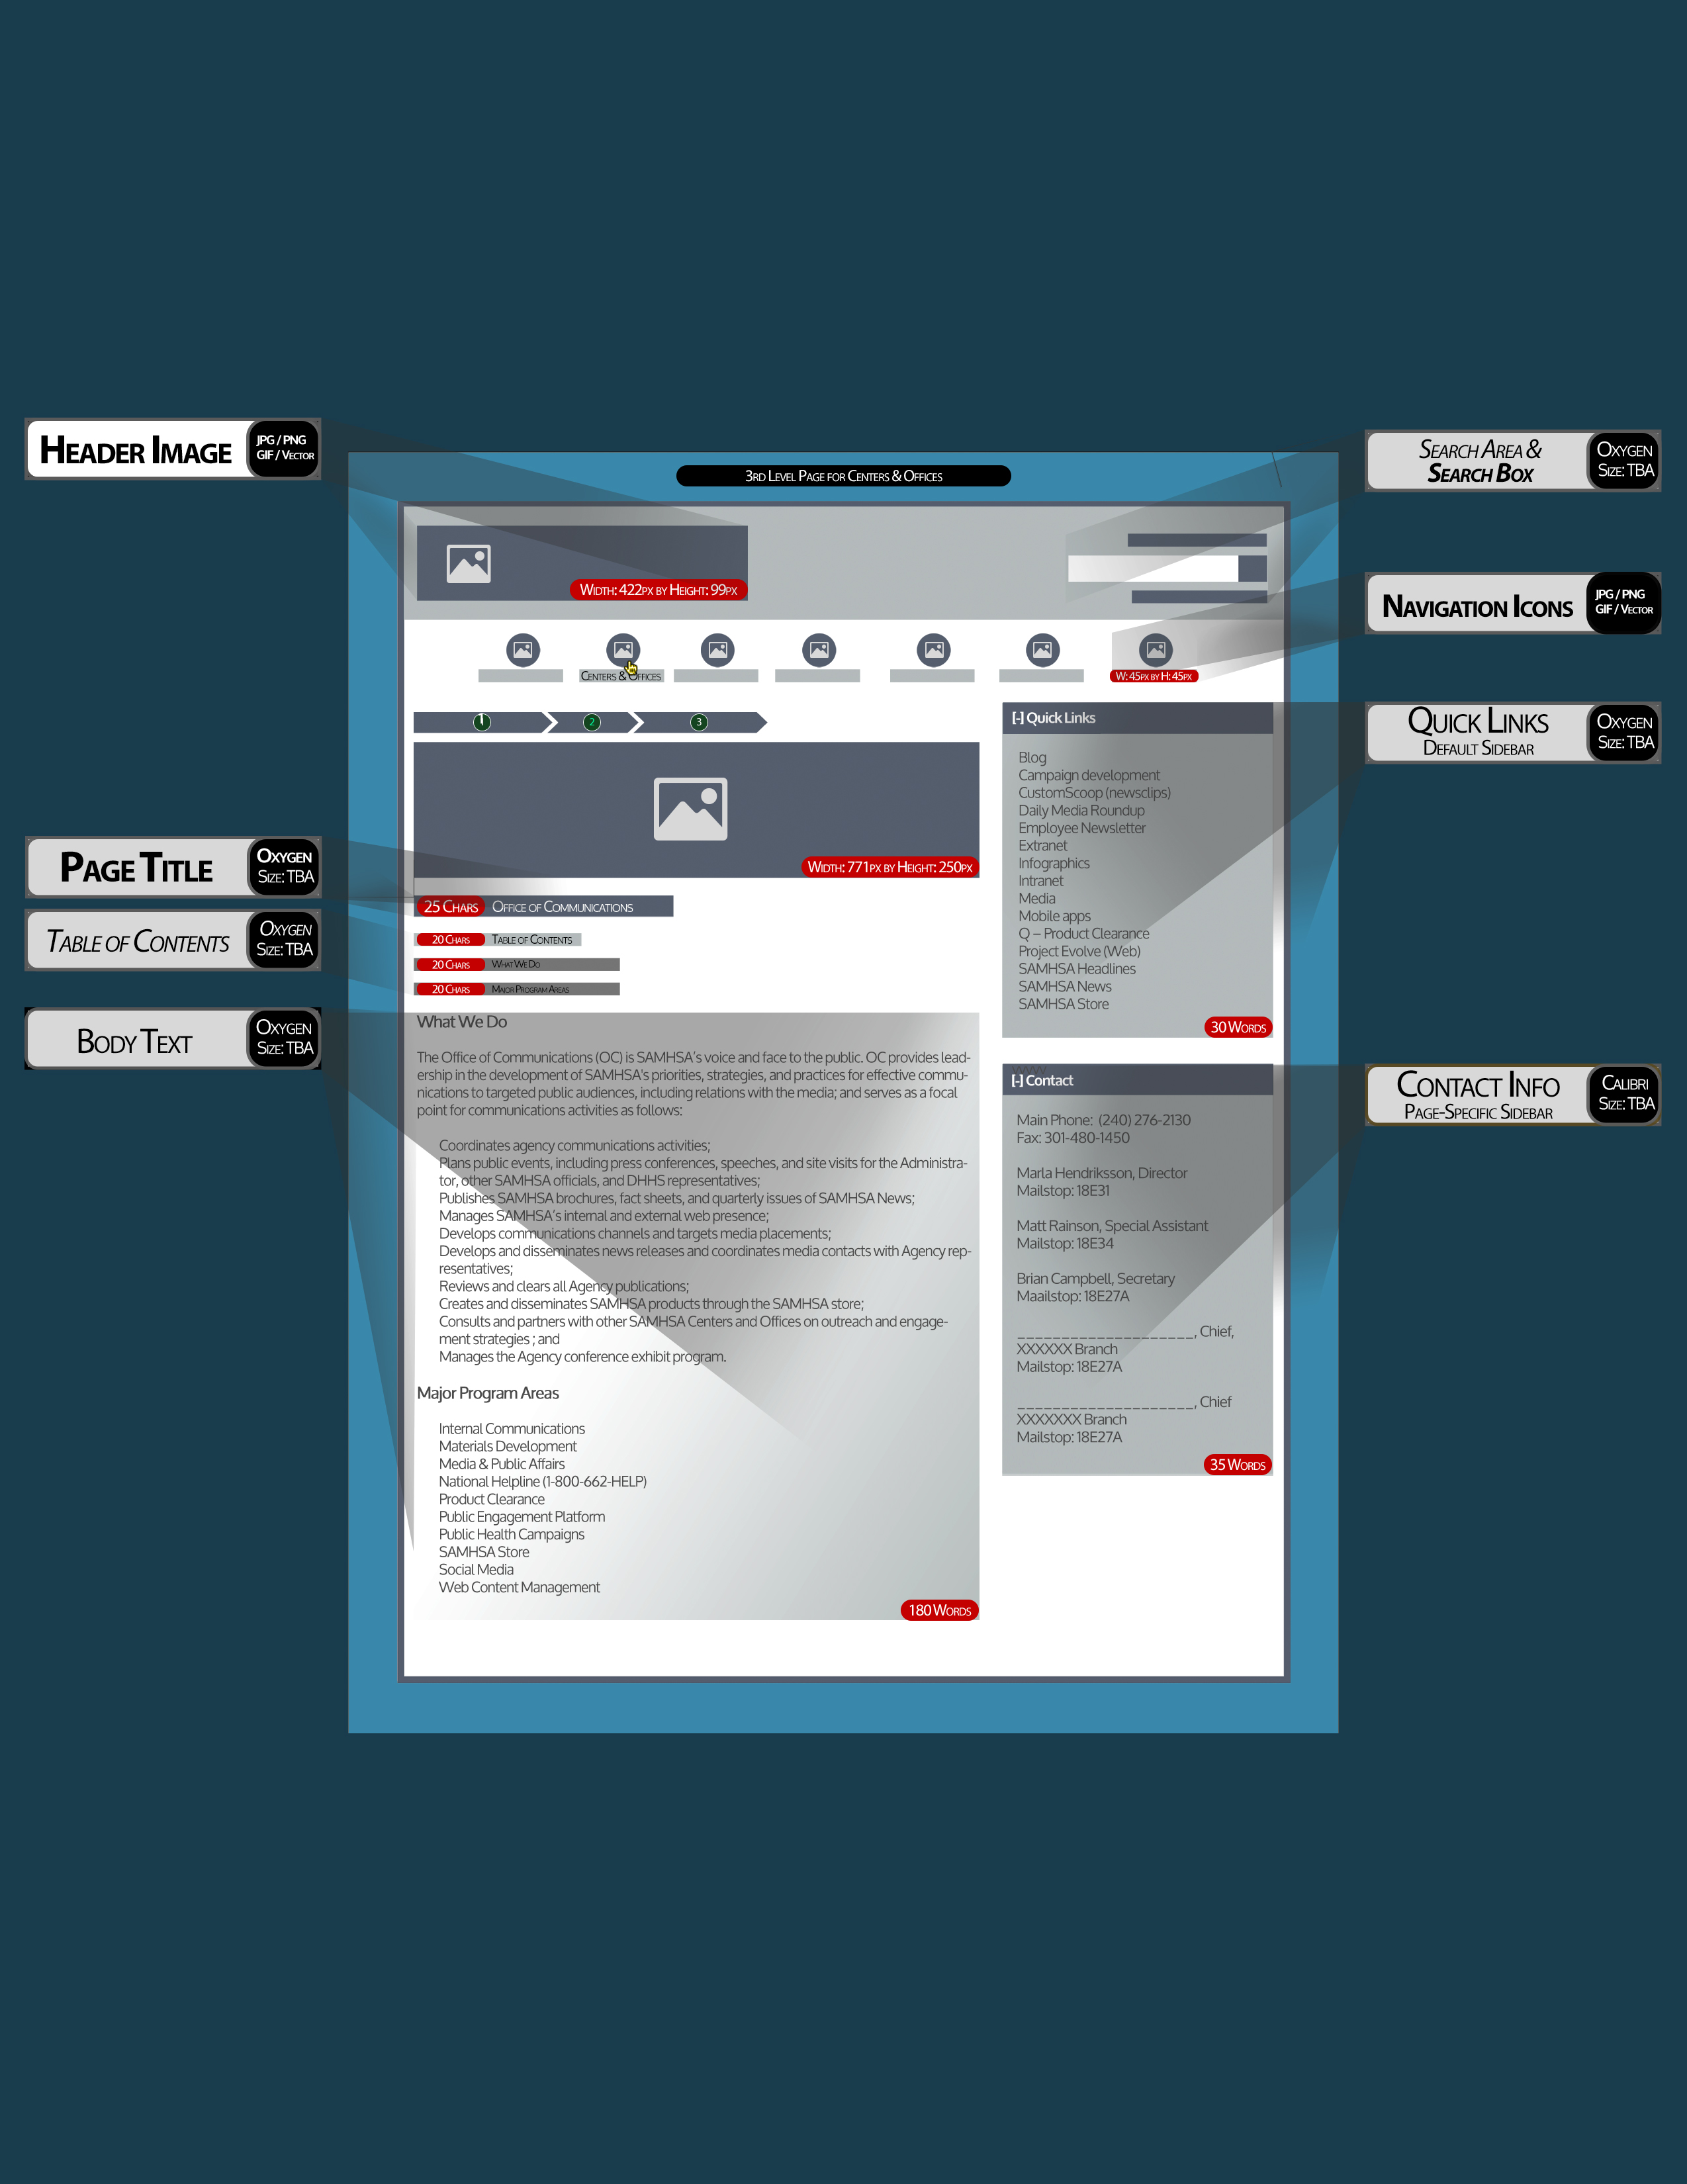 3rd Level Page for Centers & Offices
Header Image
JPG / PNG
GIF / Vector
Search Area &
Search Box
Oxygen
Size: TBA
Width: 422px by Height: 99px
Navigation Icons
JPG / PNG
GIF / Vector
Centers & Offices
W: 45px by H: 45px
1
2
3
Width: 771px by Height: 250px
Page Title
Oxygen
Size: TBA
Table of Contents
Oxygen
Size: TBA
Body Text
Oxygen
Size: TBA
25 Chars Office of Communications
20 Chars Table of Contents
20 Chars What We Do
20 Chars Major Program Areas
What We Do
The Office of Communications (OC) is SAMHSA's voice and face to the public. OC provides lead-
ership in the development of SAMHSA's priorities, strategies, and practices for effective commu-
nications to targeted public audiences, including relations with the media; and serves as a focal
point for communications activities as follows:
Coordinates agency communications activities;
Plans public events, including press conferences, speeches, and site visits for the Administra-
tor, other SAMHSA officials, and DHHS representatives;
Publishes SAMHSA brochures, fact sheets, and quarterly issues of SAMHSA News;
Manages SAMHSA's internal and external web presence;
Develops communications channels and targets media placements;
Develops and disseminates news releases and coordinates media contacts with Agency rep-
resentatives;
Reviews and clears all Agency publications;
Creates and disseminates SAMHSA products through the SAMHSA store;
Consults and partners with other SAMHSA Centers and Offices on outreach and engage-
ment strategies ; and
Manages the Agency conference exhibit program.
Major Program Areas
Internal Communications
Materials Development
Media & Public Affairs
National Helpline (1-800-662-HELP)
Product Clearance
Public Engagement Platform
Public Health Campaigns
SAMHSA Store
Social Media
Web Content Management
180 Words
Quick Links
Default Sidebar
Oxygen
Size: TBA
[-] Quick Links
Blog
Campaign development
CustomScoop (newsclips)
Daily Media Roundup
Employee Newsletter
Extranet
Infographics
Intranet
Media
Mobile apps
Q – Product Clearance
Project Evolve (Web)
SAMHSA Headlines
SAMHSA News
SAMHSA Store
30 Words
Contact Info
Page-Specific Sidebar
Calibri
Size: TBA
[-] Contact
Main Phone: (240) 276-2130
Fax: 301-480-1450
Marla Hendriksson, Director
Mailstop: 18E31
Matt Rainson, Special Assistant
Mailstop: 18E34
Brian Campbell, Secretary
Maailstop: 18E27A
____________________, Chief,
XXXXXX Branch
Mailstop: 18E27A
____________________, Chief
XXXXXXX Branch
Mailstop: 18E27A
35 Words